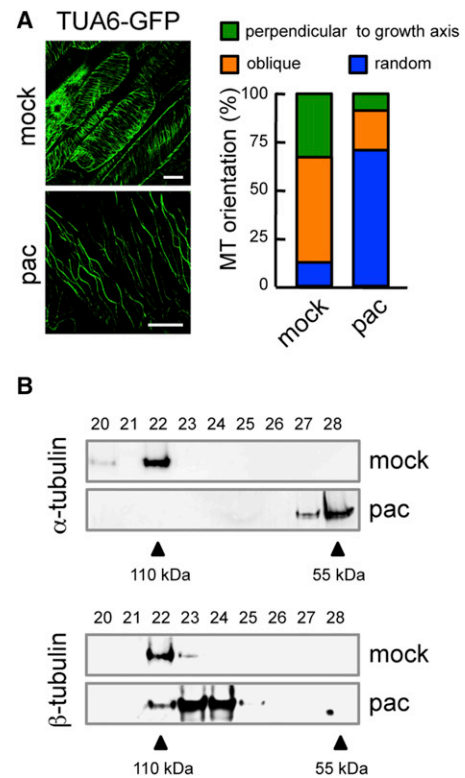 A
TUA6-GFP
mock
pac
perpendicular to growth axis
oblique
random
MT orientation (%)
100
75
50
25
0
mock
pac
B
α-tubulin
20 21 22 23 24 25 26 27 28
mock
pac
110 kDa 55 kDa
β-tubulin
20 21 22 23 24 25 26 27 28
mock
pac
110 kDa 55 kDa